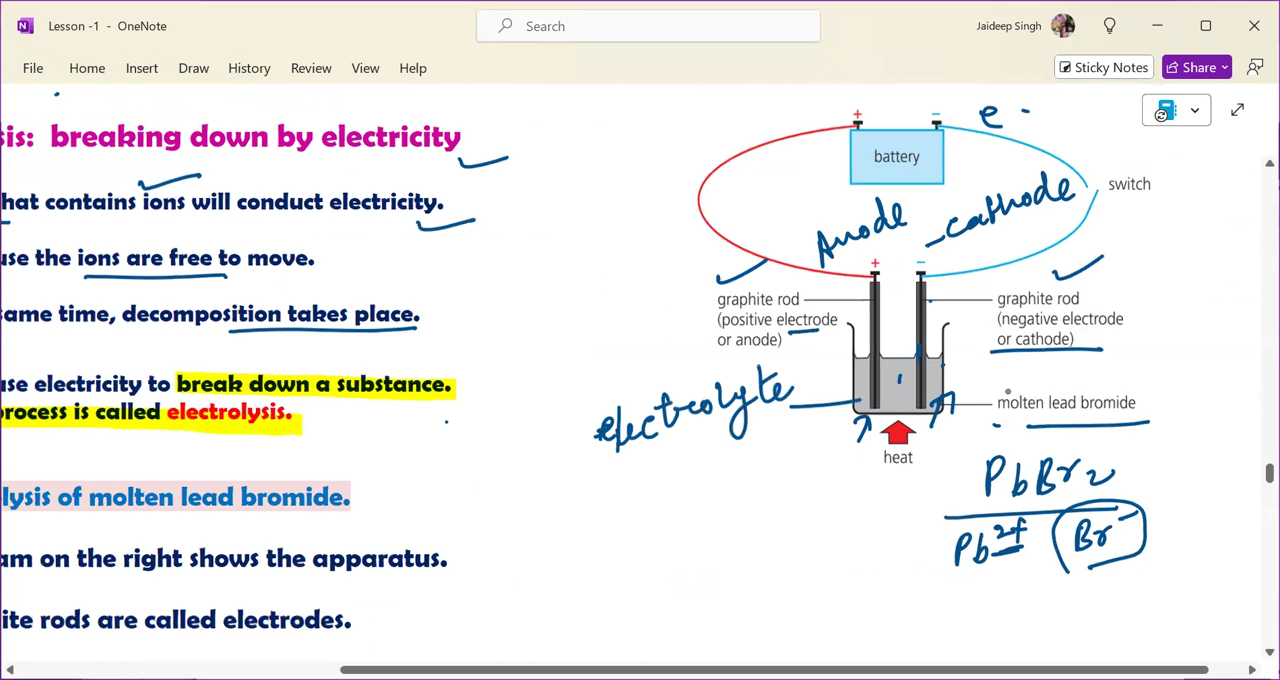 Lesson -1 - OneNote
Search
Jaideep Singh
File Home Insert Draw History Review View Help
Sticky Notes
Share
sis: breaking down by electricity
hat contains ions will conduct electricity.
use the ions are free to move.
same time, decomposition takes place.
use electricity to break down a substance.
process is called electrolysis.
lysis of molten lead bromide.
am on the right shows the apparatus.
ite rods are called electrodes.
+ − e -
battery
switch
Anode
cathode
+ −
graphite rod
(positive electrode
or anode)
graphite rod
(negative electrode
or cathode)
electrolyte
molten lead bromide
heat
PbBr2
Pb2+ Br-